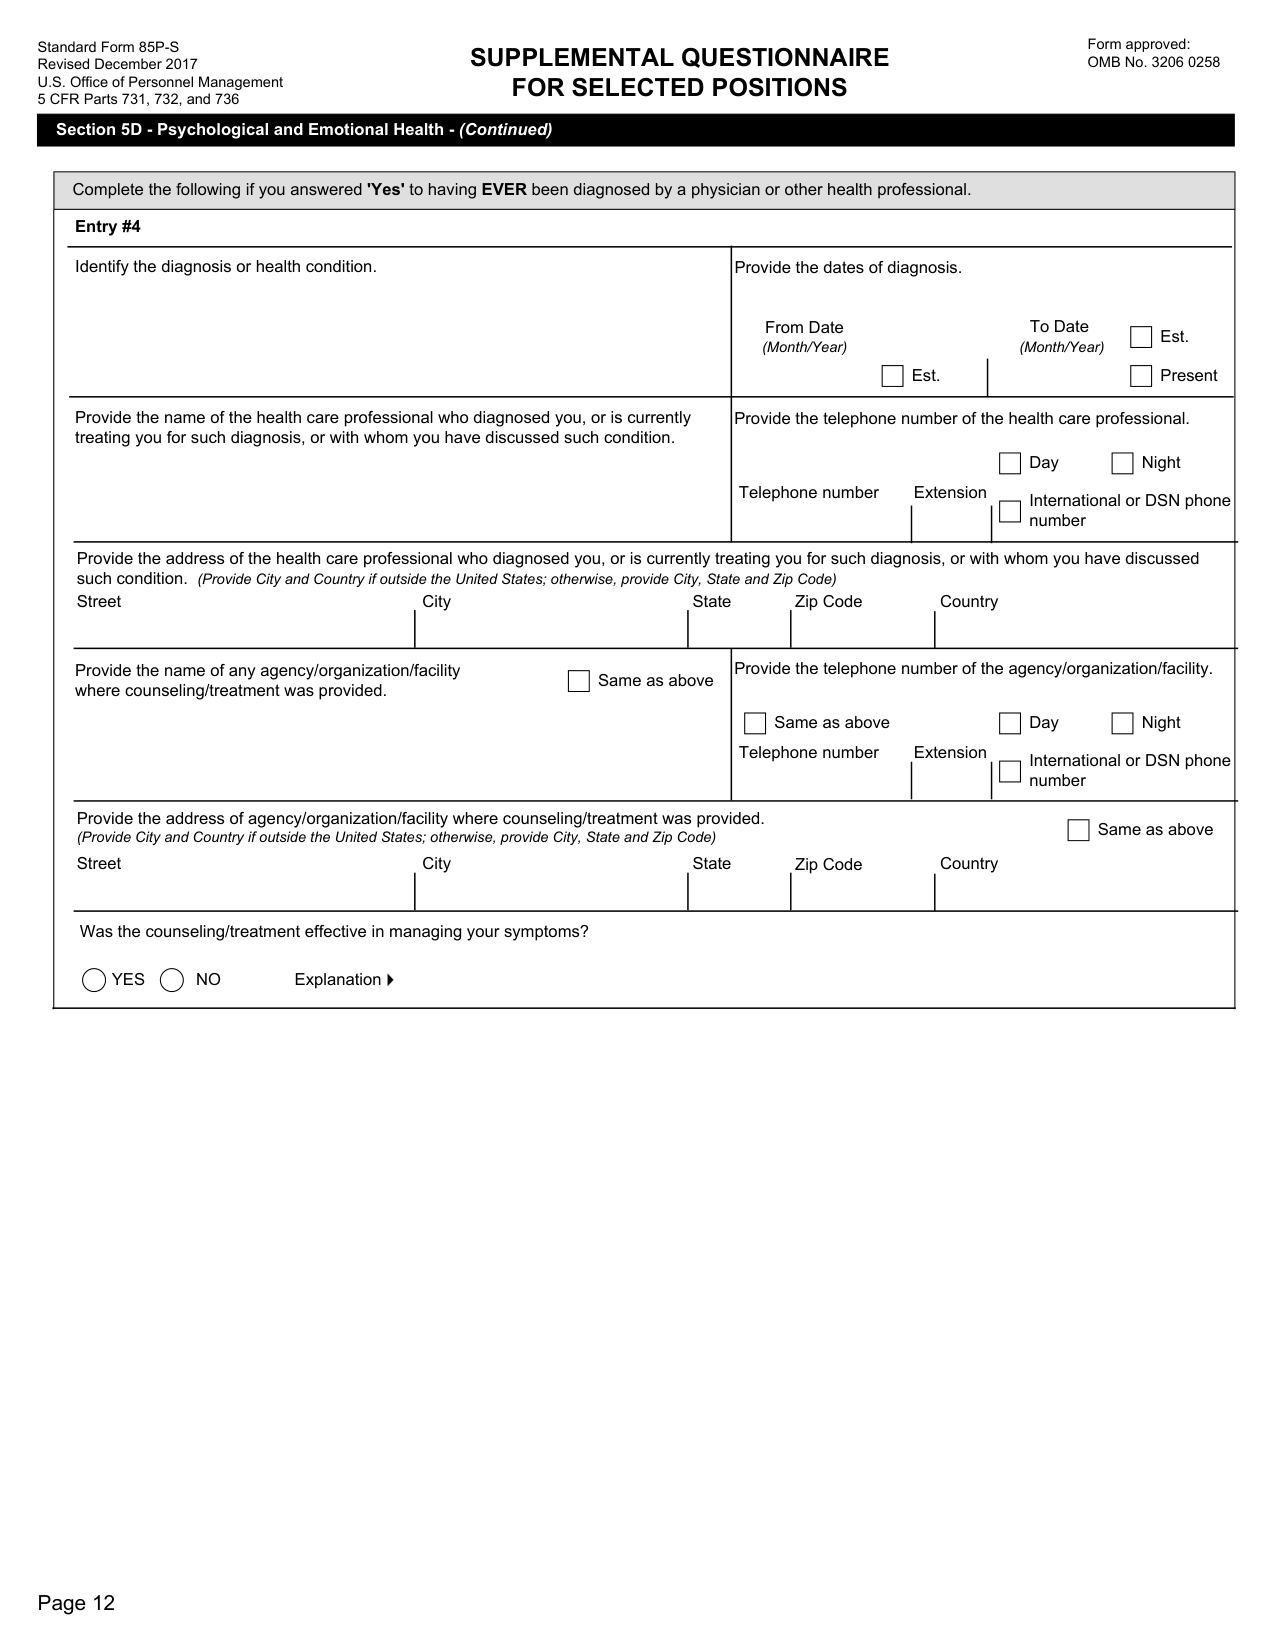 Standard Form 85P-S
Revised December 2017
U.S. Office of Personnel Management
5 CFR Parts 731, 732, and 736
SUPPLEMENTAL QUESTIONNAIRE
FOR SELECTED POSITIONS
Form approved:
OMB No. 3206 0258
Section 5D - Psychological and Emotional Health - (Continued)
Complete the following if you answered 'Yes' to having EVER been diagnosed by a physician or other health professional.
Entry #4
Identify the diagnosis or health condition.
Provide the dates of diagnosis.
From Date
(Month/Year)
Est.
To Date
(Month/Year)
Est.
Present
Provide the name of the health care professional who diagnosed you, or is currently
treating you for such diagnosis, or with whom you have discussed such condition.
Provide the telephone number of the health care professional.
Day Night
Telephone number Extension
International or DSN phone
number
Provide the address of the health care professional who diagnosed you, or is currently treating you for such diagnosis, or with whom you have discussed
such condition. (Provide City and Country if outside the United States; otherwise, provide City, State and Zip Code)
Street City State Zip Code Country
Provide the name of any agency/organization/facility
where counseling/treatment was provided.
Same as above
Provide the telephone number of the agency/organization/facility.
Same as above Day Night
Telephone number Extension
International or DSN phone
number
Provide the address of agency/organization/facility where counseling/treatment was provided.
(Provide City and Country if outside the United States; otherwise, provide City, State and Zip Code)
Same as above
Street City State Zip Code Country
Was the counseling/treatment effective in managing your symptoms?
YES NO Explanation
Page 12